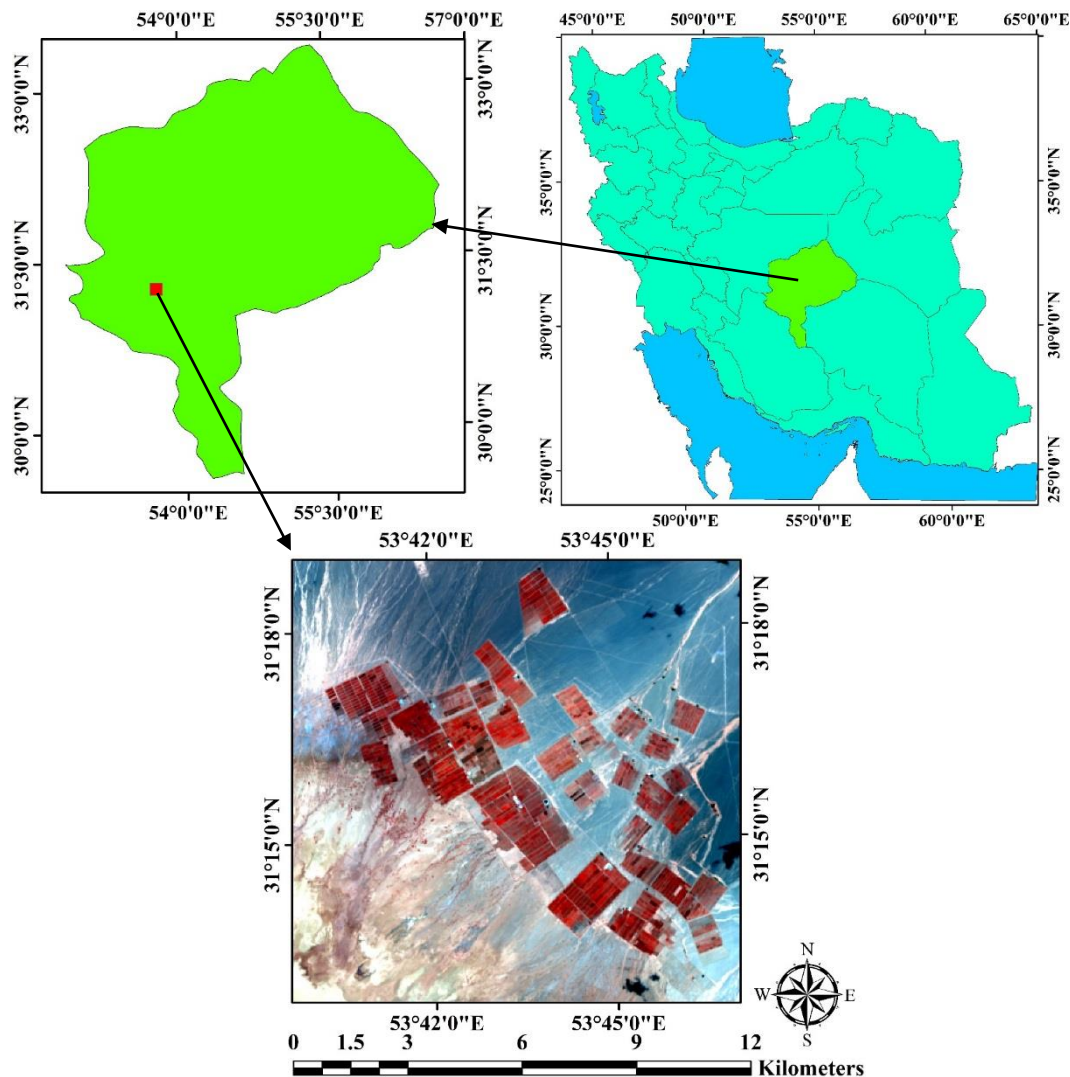 54°0'0"E 55°30'0"E 57°0'0"E
33°0'0"N
31°30'0"N
30°0'0"N
33°0'0"N
31°30'0"N
30°0'0"N
54°0'0"E 55°30'0"E
45°0'0"E 50°0'0"E 55°0'0"E 60°0'0"E 65°0'0"E
35°0'0"N
30°0'0"N
25°0'0"N
35°0'0"N
30°0'0"N
25°0'0"N
50°0'0"E 55°0'0"E 60°0'0"E
53°42'0"E 53°45'0"E
31°18'0"N
31°15'0"N
31°18'0"N
31°15'0"N
53°42'0"E 53°45'0"E
N
W E
S
0 1.5 3 6 9 12
Kilometers